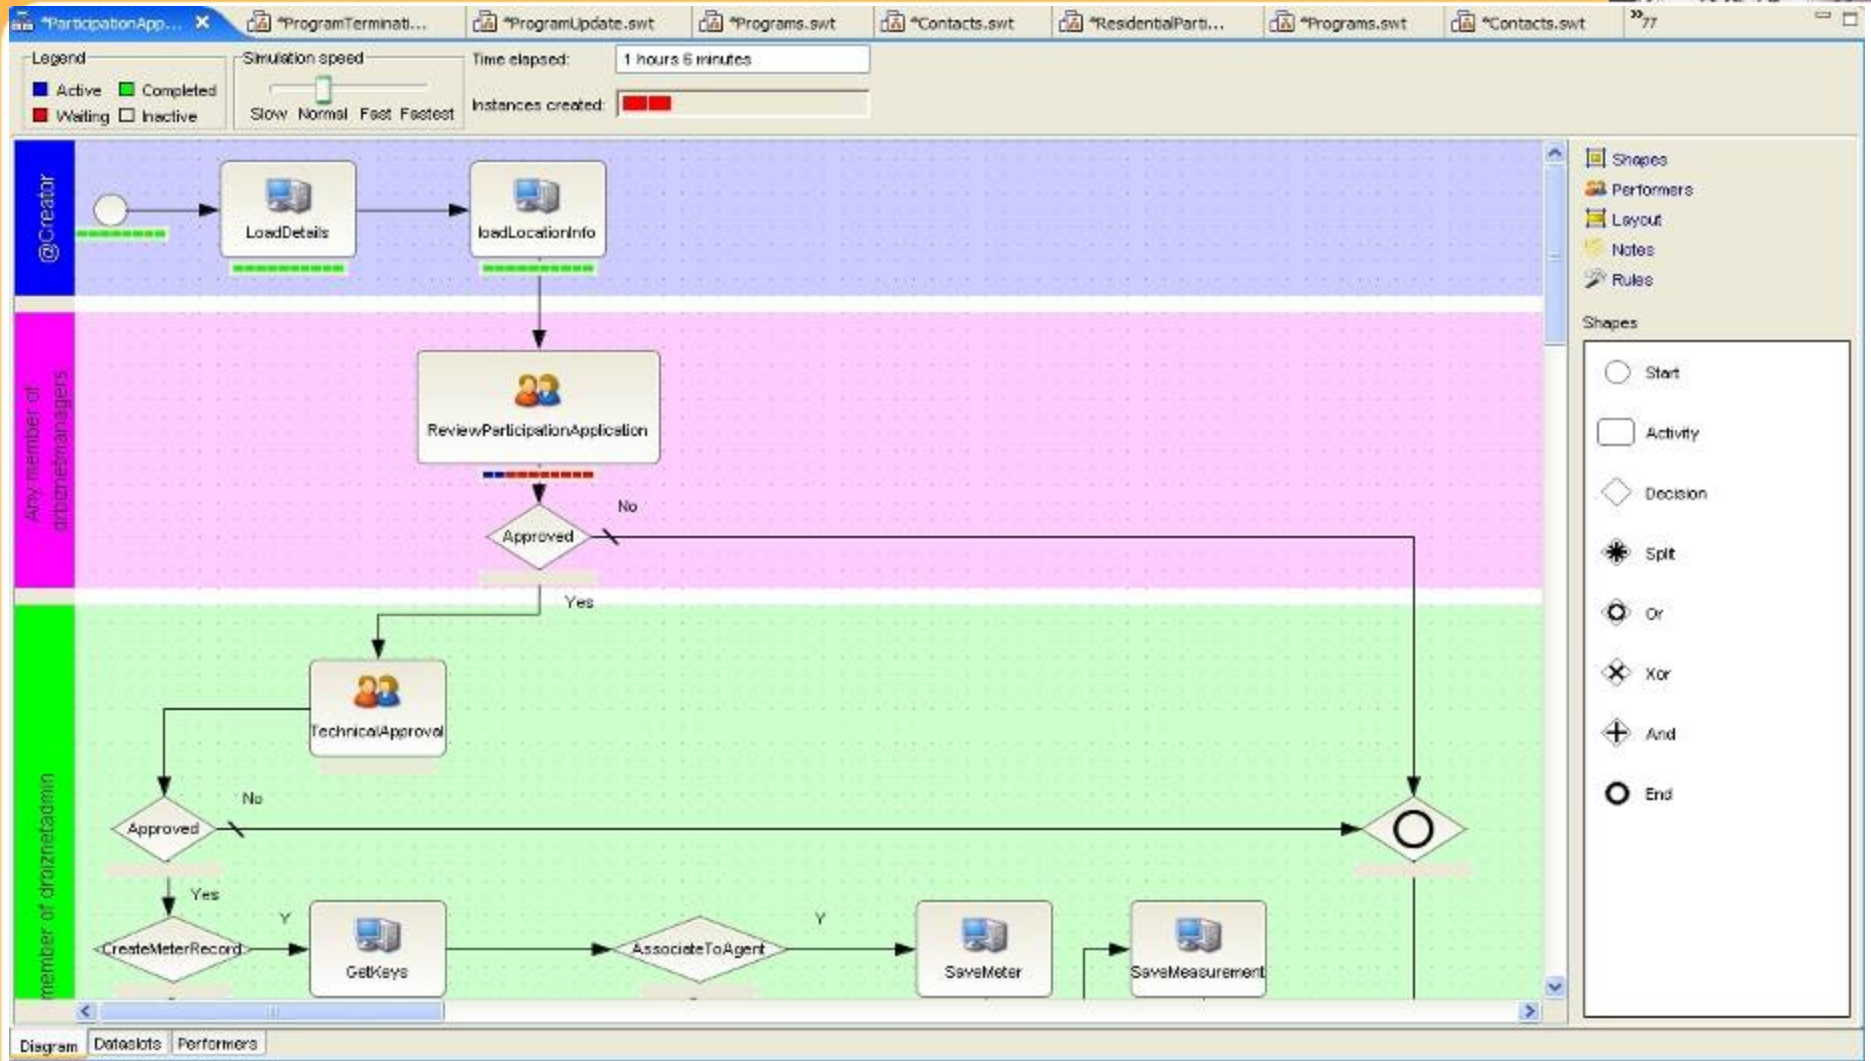 *ParticipationApp... *ProgramTerminati... *ProgramUpdate.swt *Programs.swt *Contacts.swt *ResidentialParti... *Programs.swt *Contacts.swt »77
Legend
Active Completed
Waiting Inactive
Simulation speed
Slow Normal Fast Fastest
Time elapsed: 1 hours 6 minutes
Instances created:
@Creator
LoadDetails
loadLocationInfo
Any member of
drbiznetmanagers
ReviewParticipationApplication
No
Approved
Yes
member of drbiznetadmin
TechnicalApproval
No
Approved
Yes
CreateMeterRecord
Y
GetKeys
AssociateToAgent
Y
SaveMeter
SaveMeasurement
Shapes
Performers
Layout
Notes
Rules
Shapes
Start
Activity
Decision
Split
Or
Xor
And
End
Diagram Dataslots Performers